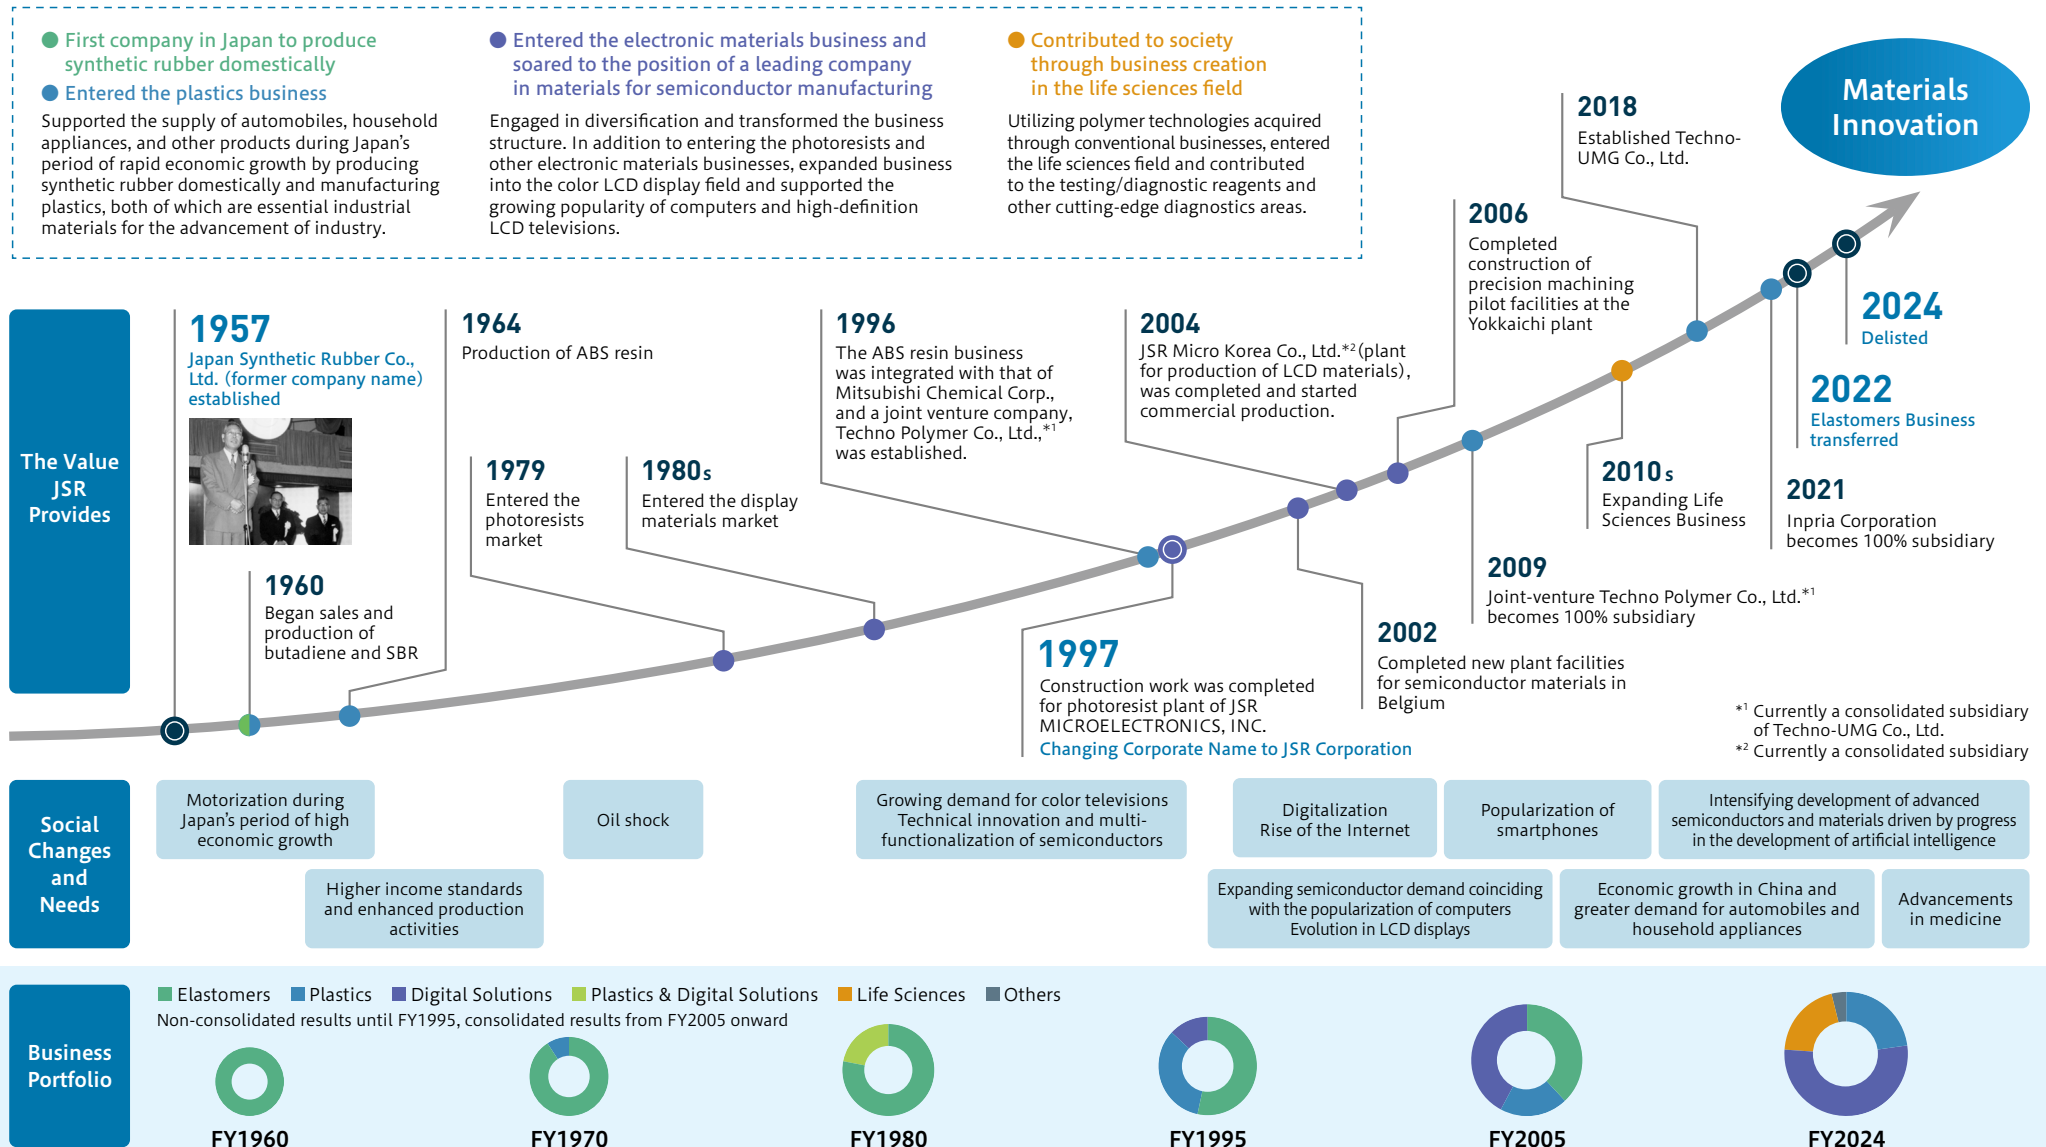 First company in Japan to produce
synthetic rubber domestically
Entered the plastics business
Supported the supply of automobiles, household
appliances, and other products during Japan's
period of rapid economic growth by producing
synthetic rubber domestically and manufacturing
plastics, both of which are essential industrial
materials for the advancement of industry.
Entered the electronic materials business and
soared to the position of a leading company
in materials for semiconductor manufacturing
Engaged in diversification and transformed the business
structure. In addition to entering the photoresists and
other electronic materials businesses, expanded business
into the color LCD display field and supported the
growing popularity of computers and high-definition
LCD televisions.
Contributed to society
through business creation
in the life sciences field
Utilizing polymer technologies acquired
through conventional businesses, entered
the life sciences field and contributed
to the testing/diagnostic reagents and
other cutting-edge diagnostics areas.
Materials
Innovation
The Value
JSR
Provides
1957
Japan Synthetic Rubber Co.,
Ltd. (former company name)
established
1960
Began sales and
production of
butadiene and SBR
1964
Production of ABS resin
1979
Entered the
photoresists
market
1980s
Entered the display
materials market
1996
The ABS resin business
was integrated with that of
Mitsubishi Chemical Corp.,
and a joint venture company,
Techno Polymer Co., Ltd.,*1
was established.
1997
Construction work was completed
for photoresist plant of JSR
MICROELECTRONICS, INC.
Changing Corporate Name to JSR Corporation
2002
Completed new plant facilities
for semiconductor materials in
Belgium
2004
JSR Micro Korea Co., Ltd.*2 (plant
for production of LCD materials),
was completed and started
commercial production.
2006
Completed
construction of
precision machining
pilot facilities at the
Yokkaichi plant
2009
Joint-venture Techno Polymer Co., Ltd.*1
becomes 100% subsidiary
2010s
Expanding Life
Sciences Business
2018
Established Techno-
UMG Co., Ltd.
2021
Inpria Corporation
becomes 100% subsidiary
2022
Elastomers Business
transferred
2024
Delisted
*1 Currently a consolidated subsidiary
of Techno-UMG Co., Ltd.
*2 Currently a consolidated subsidiary
Social
Changes
and
Needs
Motorization during
Japan's period of high
economic growth
Higher income standards
and enhanced production
activities
Oil shock
Growing demand for color televisions
Technical innovation and multi-
functionalization of semiconductors
Digitalization
Rise of the Internet
Expanding semiconductor demand coinciding
with the popularization of computers
Evolution in LCD displays
Popularization of
smartphones
Economic growth in China and
greater demand for automobiles and
household appliances
Intensifying development of advanced
semiconductors and materials driven by progress
in the development of artificial intelligence
Advancements
in medicine
Business
Portfolio
Elastomers Plastics Digital Solutions Plastics & Digital Solutions Life Sciences Others
Non-consolidated results until FY1995, consolidated results from FY2005 onward
FY1960
FY1970
FY1980
FY1995
FY2005
FY2024